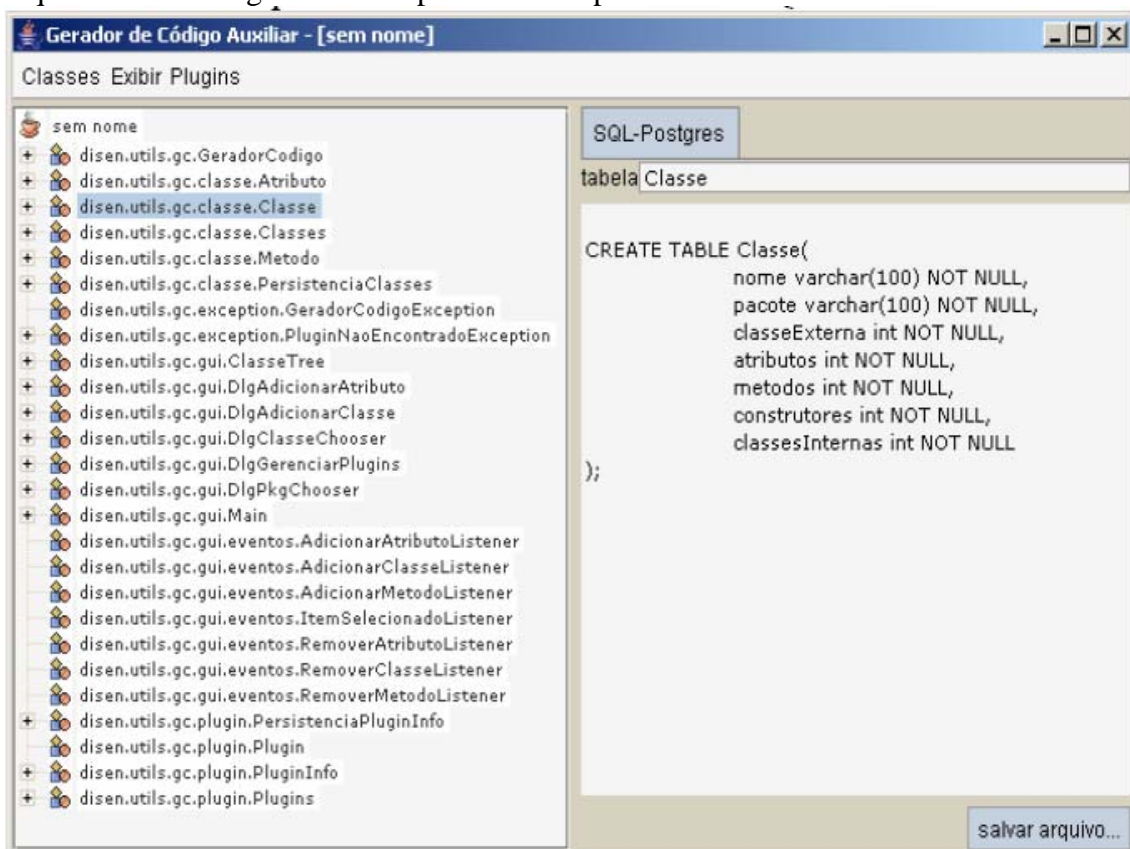 Gerador de Código Auxiliar - [sem nome]
Classes Exibir Plugins
sem nome
disen.utils.gc.GeradorCodigo
disen.utils.gc.classe.Atributo
disen.utils.gc.classe.Classe
disen.utils.gc.classe.Classes
disen.utils.gc.classe.Metodo
disen.utils.gc.classe.PersistenciaClasses
disen.utils.gc.exception.GeradorCodigoException
disen.utils.gc.exception.PluginNaoEncontradoException
disen.utils.gc.gui.ClasseTree
disen.utils.gc.gui.DlgAdicionarAtributo
disen.utils.gc.gui.DlgAdicionarClasse
disen.utils.gc.gui.DlgClasseChooser
disen.utils.gc.gui.DlgGerenciarPlugins
disen.utils.gc.gui.DlgPkgChooser
disen.utils.gc.gui.Main
disen.utils.gc.gui.eventos.AdicionarAtributoListener
disen.utils.gc.gui.eventos.AdicionarClasseListener
disen.utils.gc.gui.eventos.AdicionarMetodoListener
disen.utils.gc.gui.eventos.ItemSelecionadoListener
disen.utils.gc.gui.eventos.RemoverAtributoListener
disen.utils.gc.gui.eventos.RemoverClasseListener
disen.utils.gc.gui.eventos.RemoverMetodoListener
disen.utils.gc.plugin.PersistenciaPluginInfo
disen.utils.gc.plugin.Plugin
disen.utils.gc.plugin.PluginInfo
disen.utils.gc.plugin.Plugins
SQL-Postgres
tabela Classe
CREATE TABLE Classe(
nome varchar(100) NOT NULL,
pacote varchar(100) NOT NULL,
classeExterna int NOT NULL,
atributos int NOT NULL,
metodos int NOT NULL,
construtores int NOT NULL,
classesInternas int NOT NULL
);
salvar arquivo...